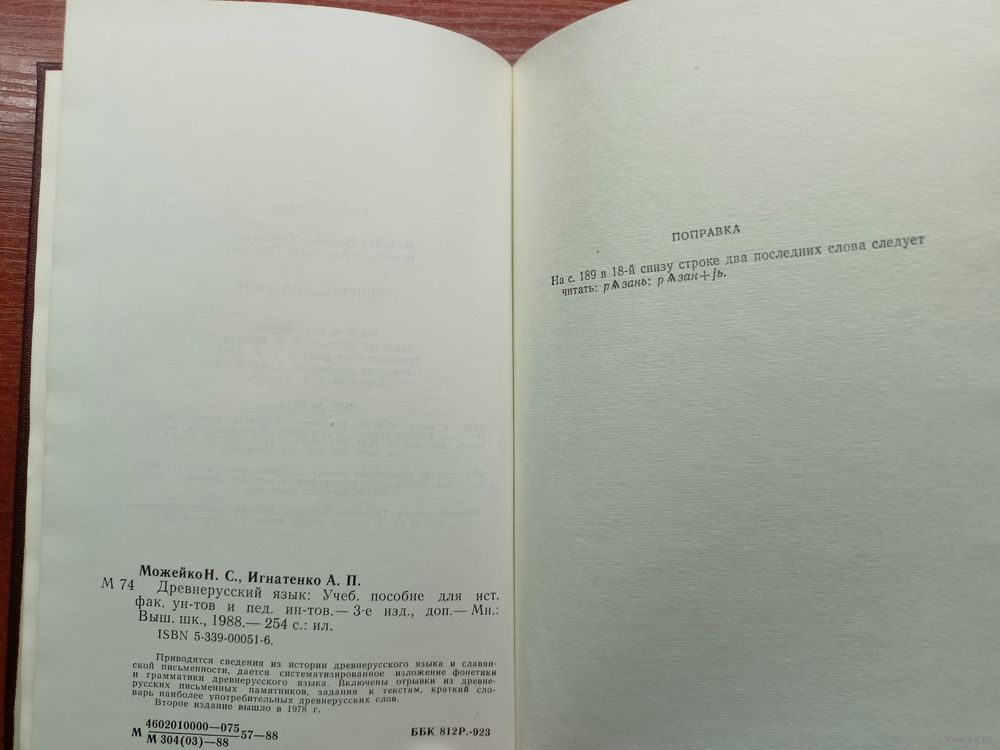 Можейко Н. С., Игнатенко А. П.
М 74 Древнерусский язык: Учеб. пособие для ист.
фак. ун-тов и пед. ин-тов.— 3-е изд., доп.— Мн.:
Выш. шк., 1988.— 254 с.: ил.
ISBN 5-339-00051-6.
Приводятся сведения из истории древнерусского языка и славян-
ской письменности, дается систематизированное изложение фонетики
и грамматики древнерусского языка. Включены отрывки из древне-
русских письменных памятников, задания к текстам, краткий сло-
варь наиболее употребительных древнерусских слов.
Второе издание вышло в 1978 г.
М 4602010000—075 57—88
М 304(03)—88
ББК 812Р.-923
ПОПРАВКА
На с. 189 в 18-й снизу строке два последних слова следует
читать: рѦзань; рѦзан+јь.
www.ay.by